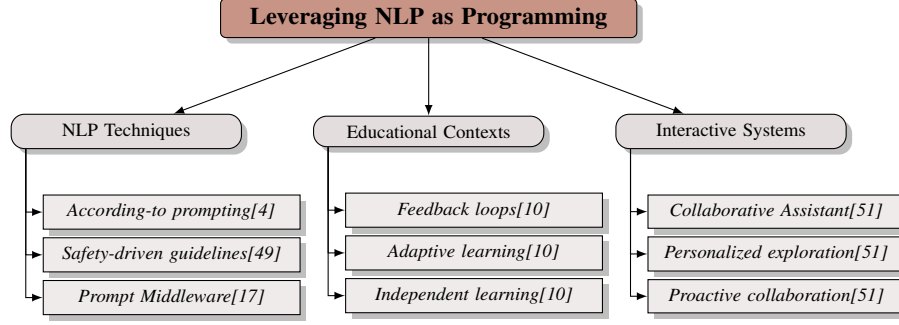 Leveraging NLP as Programming
NLP Techniques
According-to prompting[4]
Safety-driven guidelines[49]
Prompt Middleware[17]
Educational Contexts
Feedback loops[10]
Adaptive learning[10]
Independent learning[10]
Interactive Systems
Collaborative Assistant[51]
Personalized exploration[51]
Proactive collaboration[51]